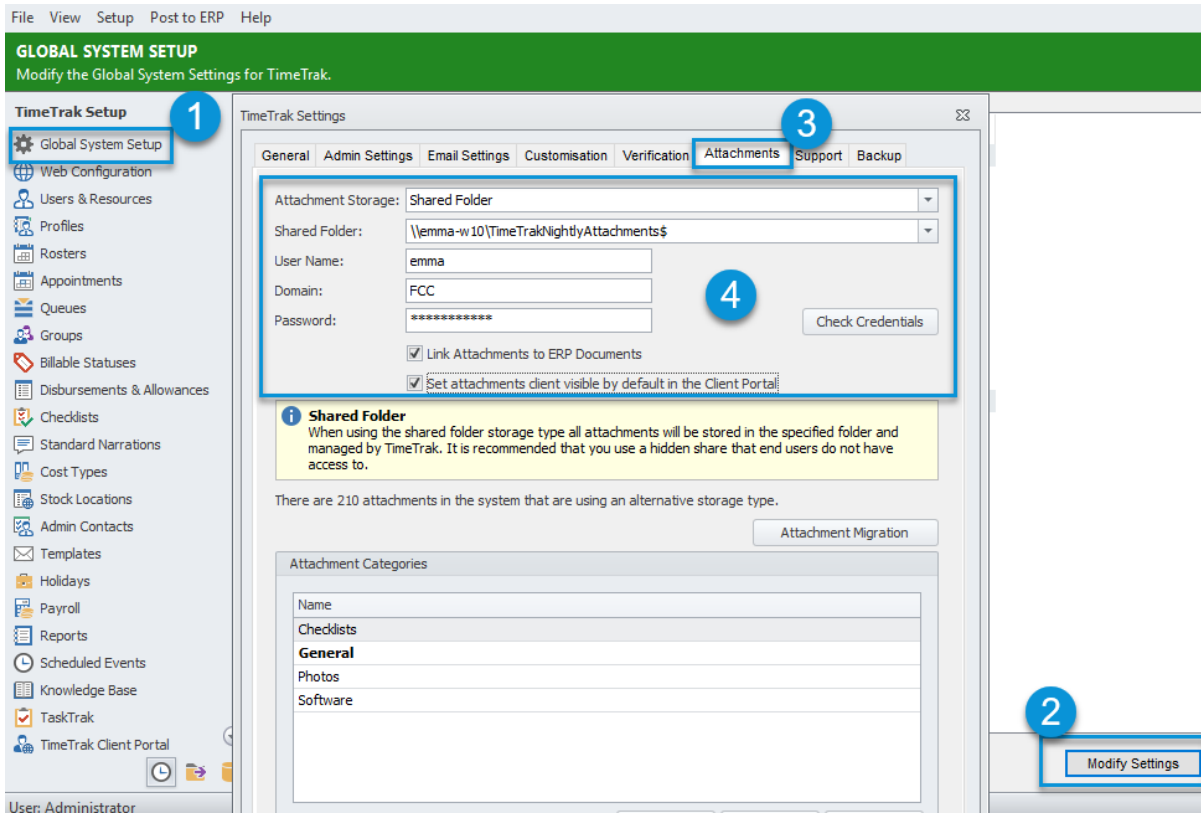 File View Setup Post to ERP Help
GLOBAL SYSTEM SETUP
Modify the Global System Settings for TimeTrak.
TimeTrak Setup
1
Global System Setup
Web Configuration
Users & Resources
Profiles
Rosters
Appointments
Queues
Groups
Billable Statuses
Disbursements & Allowances
Checklists
Standard Narrations
Cost Types
Stock Locations
Admin Contacts
Templates
Holidays
Payroll
Reports
Scheduled Events
Knowledge Base
TaskTrak
TimeTrak Client Portal
User: Administrator
TimeTrak Settings
3
General Admin Settings Email Settings Customisation Verification Attachments Support Backup
Attachment Storage: Shared Folder
Shared Folder: \\emma-w10\TimeTrakNightlyAttachments$
User Name: emma
Domain: FCC
4
Password: ***********
Check Credentials
Link Attachments to ERP Documents
Set attachments client visible by default in the Client Portal
Shared Folder
When using the shared folder storage type all attachments will be stored in the specified folder and
managed by TimeTrak. It is recommended that you use a hidden share that end users do not have
access to.
There are 210 attachments in the system that are using an alternative storage type.
Attachment Migration
Attachment Categories
Name
Checklists
General
Photos
Software
2
Modify Settings